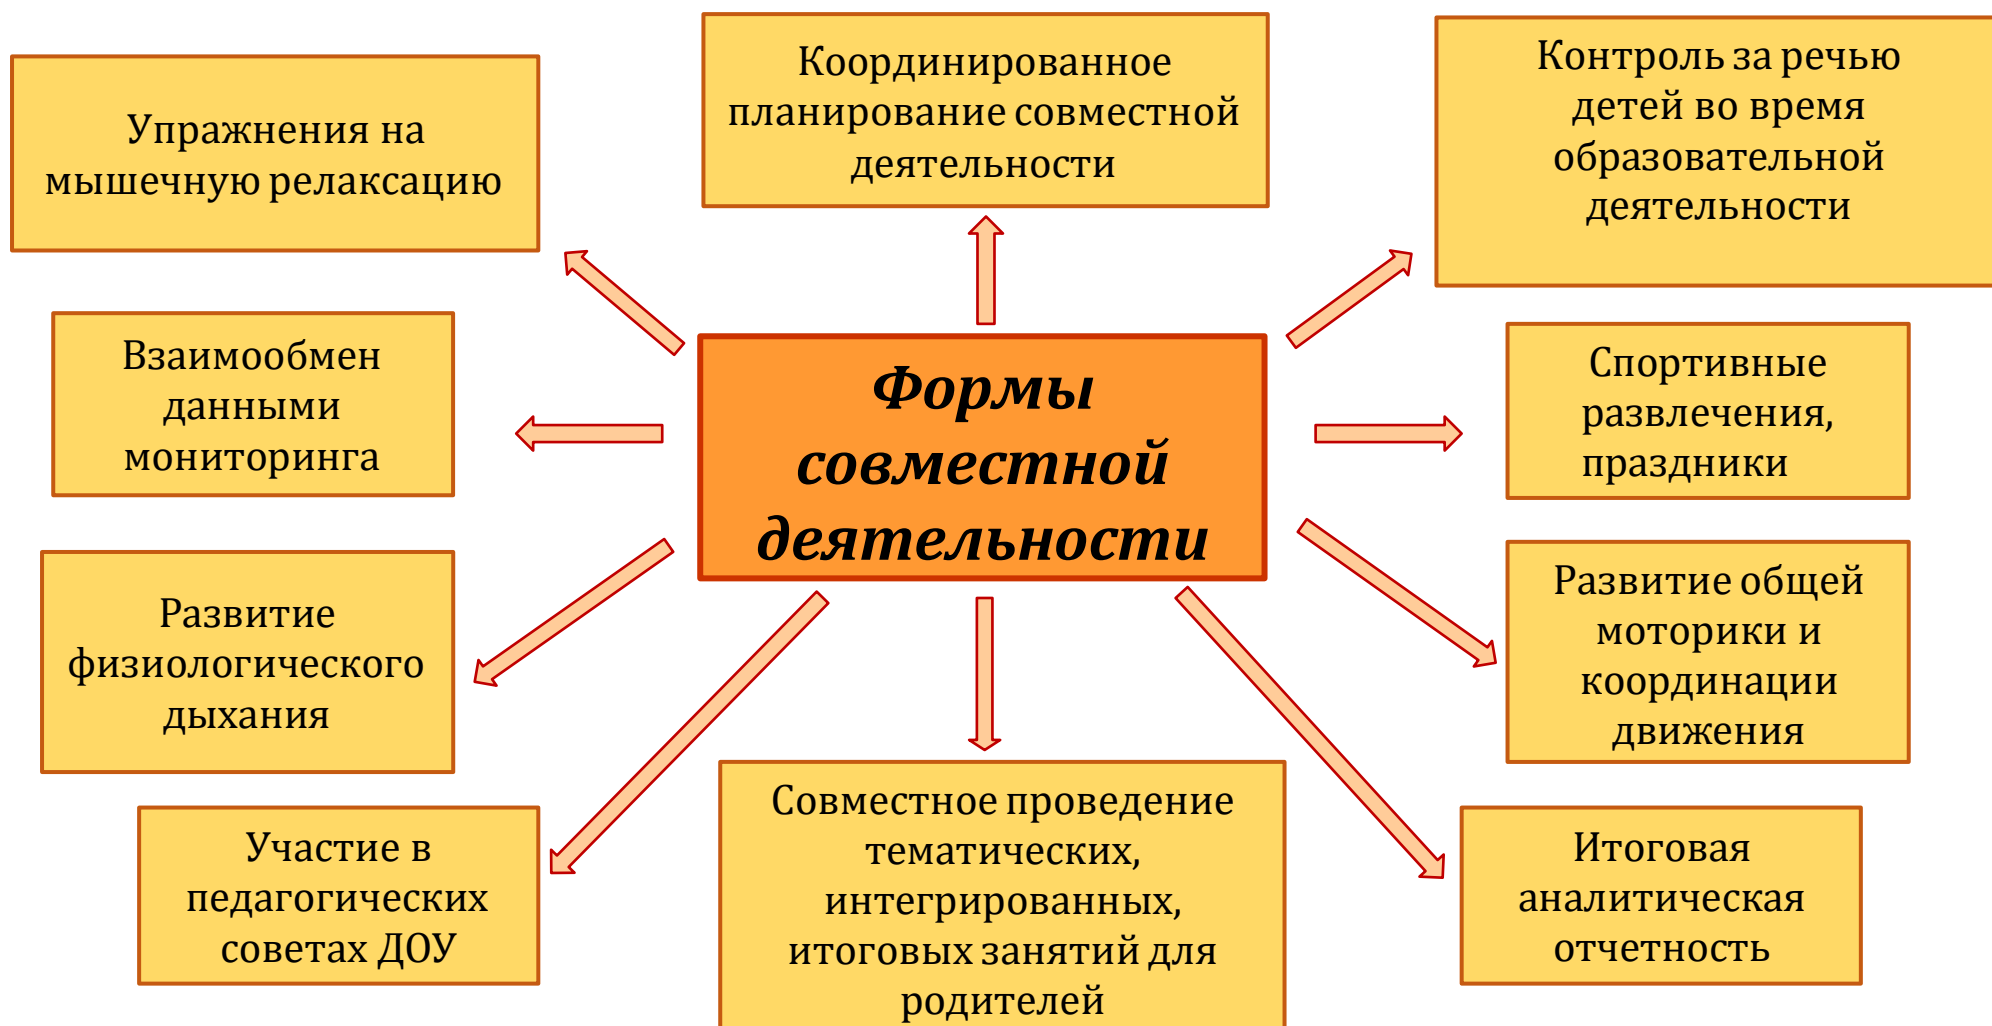 Упражнения на
мышечную релаксацию
Координированное
планирование совместной
деятельности
Контроль за речью
детей во время
образовательной
деятельности
Взаимообмен
данными
мониторинга
Формы
совместной
деятельности
Спортивные
развлечения,
праздники
Развитие
физиологического
дыхания
Развитие общей
моторики и
координации
движения
Участие в
педагогических
советах ДОУ
Совместное проведение
тематических,
интегрированных,
итоговых занятий для
родителей
Итоговая
аналитическая
отчетность